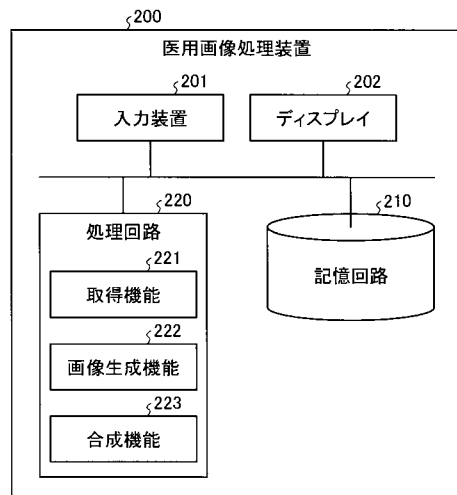 200
医用画像処理装置
201
入力装置
202
ディスプレイ
220
処理回路
221
取得機能
222
画像生成機能
223
合成機能
210
記憶回路